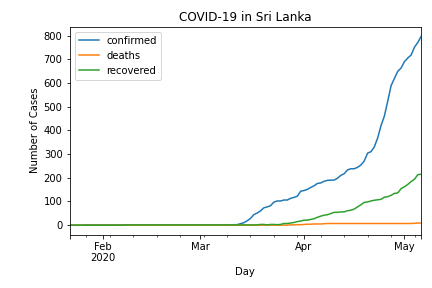 COVID-19 in Sri Lanka
confirmed
deaths
recovered
Number of Cases
800
700
600
500
400
300
200
100
0
Feb
2020
Mar
Apr
May
Day